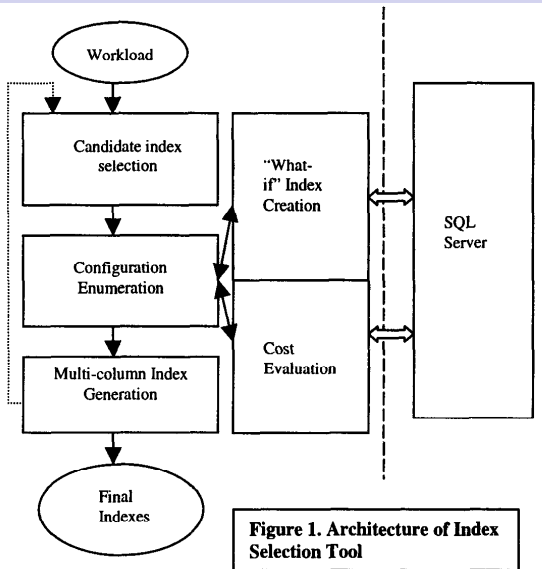 Workload
Candidate index
selection
"What-
if" Index
Creation
SQL
Server
Configuration
Enumeration
Cost
Evaluation
Multi-column Index
Generation
Final
Indexes
Figure 1. Architecture of Index
Selection Tool